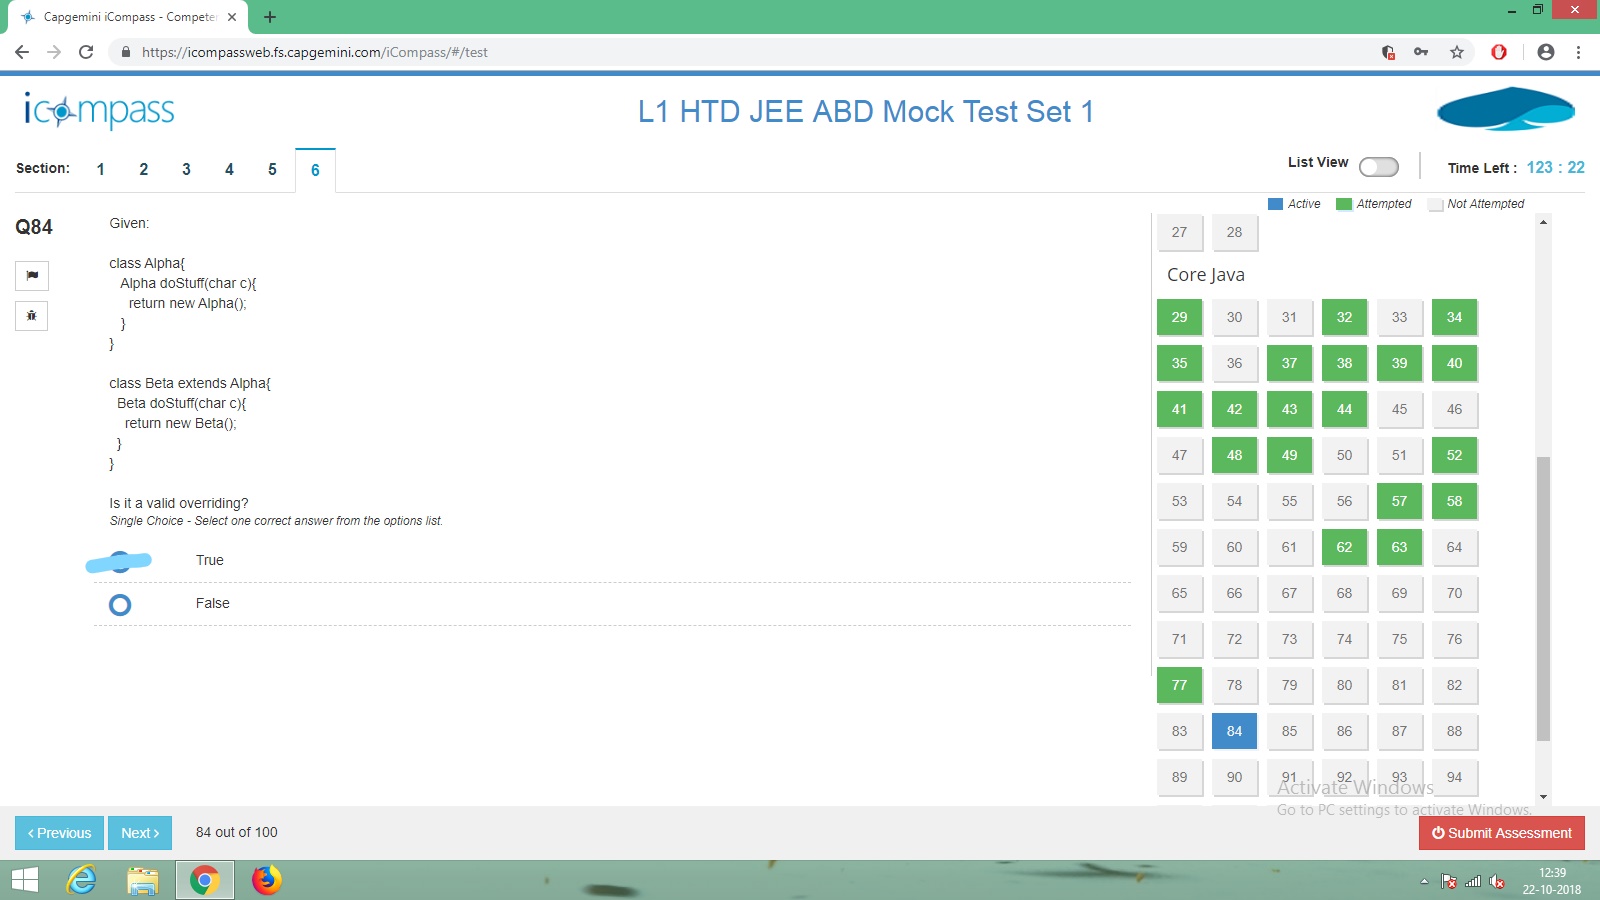 Capgemini iCompass - Competen
https://icompassweb.fs.capgemini.com/iCompass/#/test
icompass
L1 HTD JEE ABD Mock Test Set 1
Section: 1 2 3 4 5 6
List View
Time Left : 123 : 22
Active Attempted Not Attempted
Q84
Given:
class Alpha{
Alpha doStuff(char c){
return new Alpha();
}
}
class Beta extends Alpha{
Beta doStuff(char c){
return new Beta();
}
}
Is it a valid overriding?
Single Choice - Select one correct answer from the options list.
True
False
27 28
Core Java
29 30 31 32 33 34
35 36 37 38 39 40
41 42 43 44 45 46
47 48 49 50 51 52
53 54 55 56 57 58
59 60 61 62 63 64
65 66 67 68 69 70
71 72 73 74 75 76
77 78 79 80 81 82
83 84 85 86 87 88
89 90 91 92 93 94
Activate Windows
Go to PC settings to activate Windows.
Previous Next 84 out of 100
Submit Assessment
12:39
22-10-2018